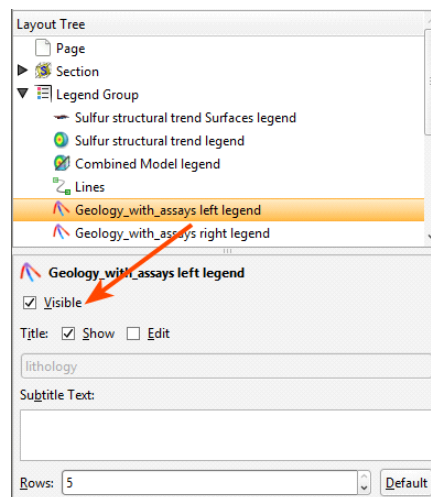 Layout Tree
Page
Section
Legend Group
Sulfur structural trend Surfaces legend
Sulfur structural trend legend
Combined Model legend
Lines
Geology_with_assays left legend
Geology_with_assays right legend
Geology_with_assays left legend
Visible
Title: Show Edit
lithology
Subtitle Text:
Rows: 5 Default